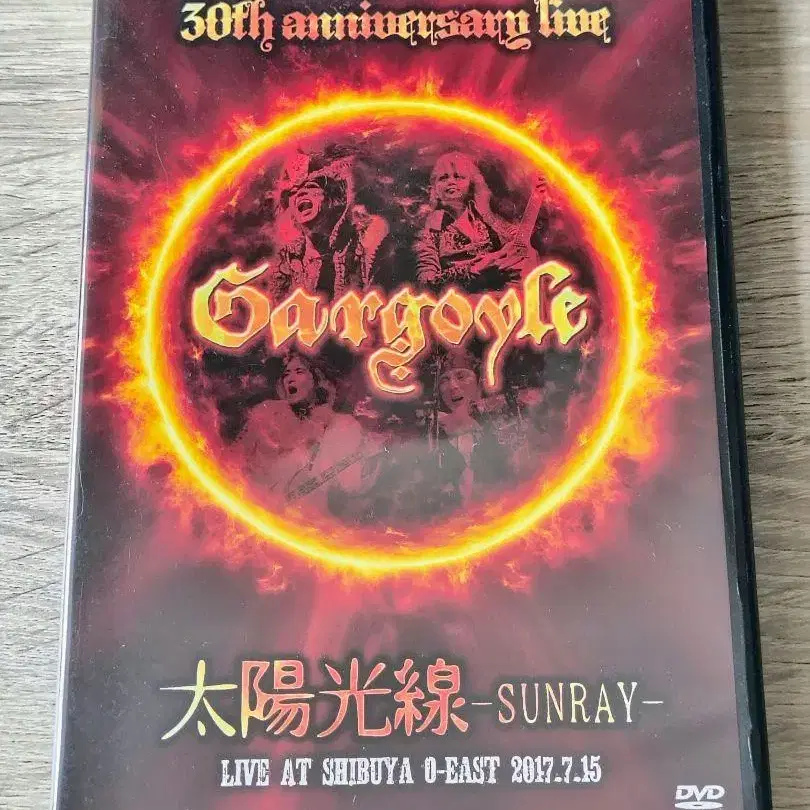 30th anniversary live
Gargoyle
太陽光線-SUNRAY-
LIVE AT SHIBUYA O-EAST 2017.7.15
DVD